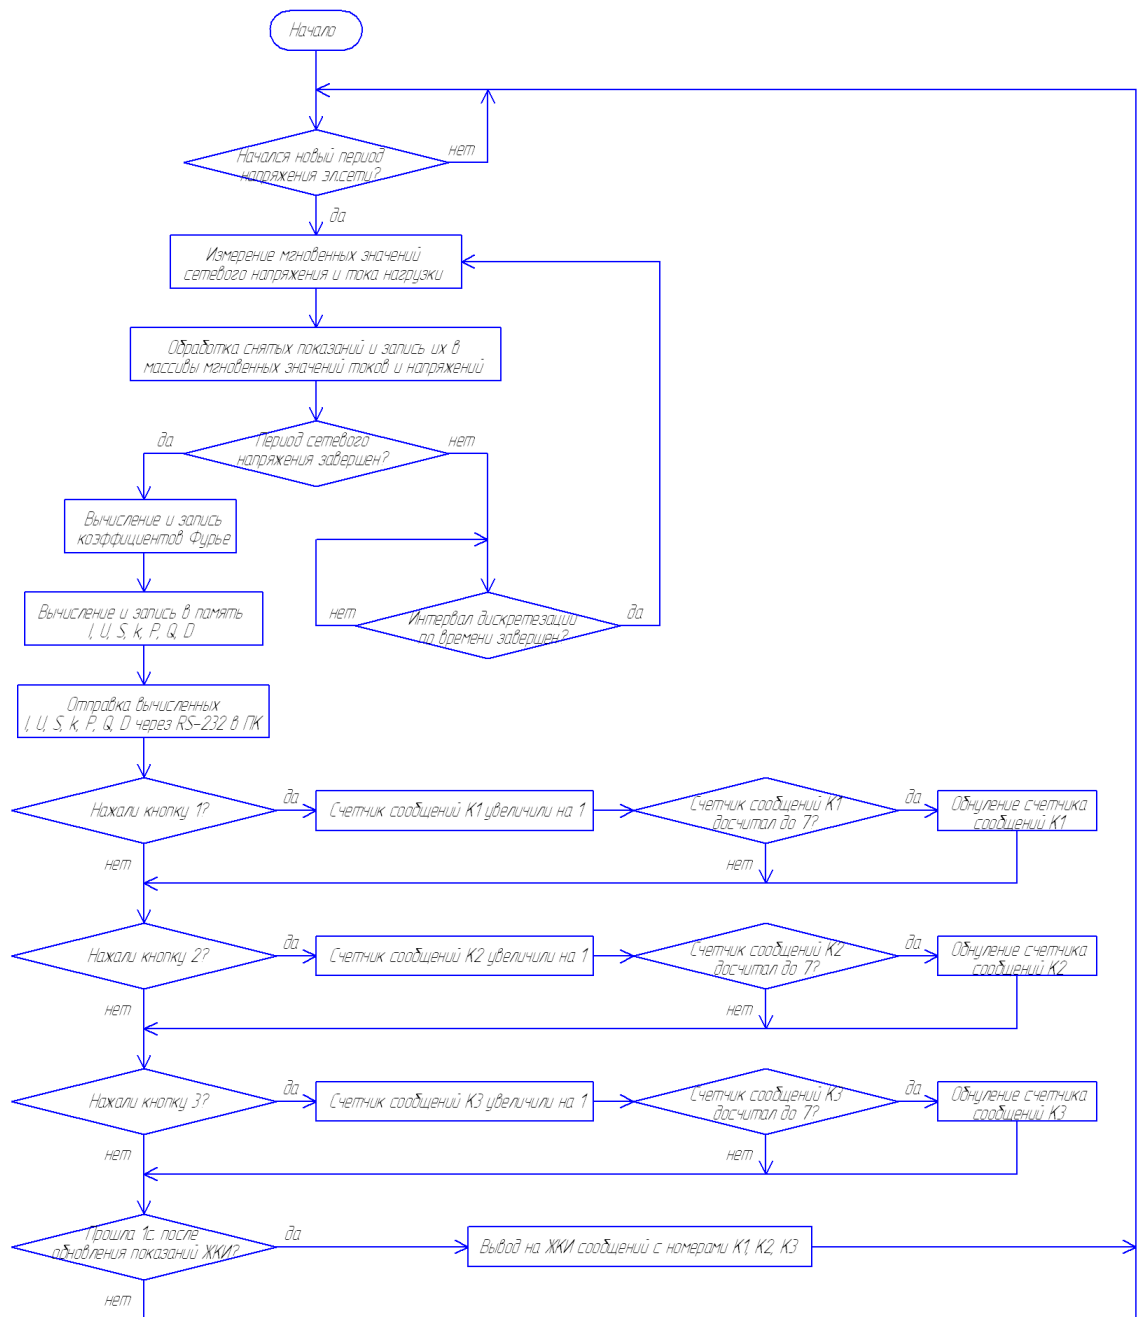 Начало
Начался новый период
напряжения эл.сети?
нет
да
Измерение мгновенных значений
сетевого напряжения и тока нагрузки
Обработка снятых показаний и запись их в
массивы мгновенных значений токов и напряжений
да
Период сетевого
напряжения завершен?
нет
Вычисление и запись
коэффициентов Фурье
Вычисление и запись в память
I, U, S, k, P, Q, D
нет
Интервал дискретезации
по времени завершен?
да
Отправка вычисленных
I, U, S, k, P, Q, D через RS-232 в ПК
Нажали кнопку 1?
да
Счетчик сообщений К1 увеличили на 1
Счетчик сообщений К1
досчитал до 7?
да
Обнуление счетчика
сообщений К1
нет
нет
Нажали кнопку 2?
да
Счетчик сообщений К2 увеличили на 1
Счетчик сообщений К2
досчитал до 7?
да
Обнуление счетчика
сообщений К2
нет
нет
Нажали кнопку 3?
да
Счетчик сообщений К3 увеличили на 1
Счетчик сообщений К3
досчитал до 7?
да
Обнуление счетчика
сообщений К3
нет
нет
Прошла 1с. после
обновления показаний ЖКИ?
да
Вывод на ЖКИ сообщений с номерами К1, К2, К3
нет